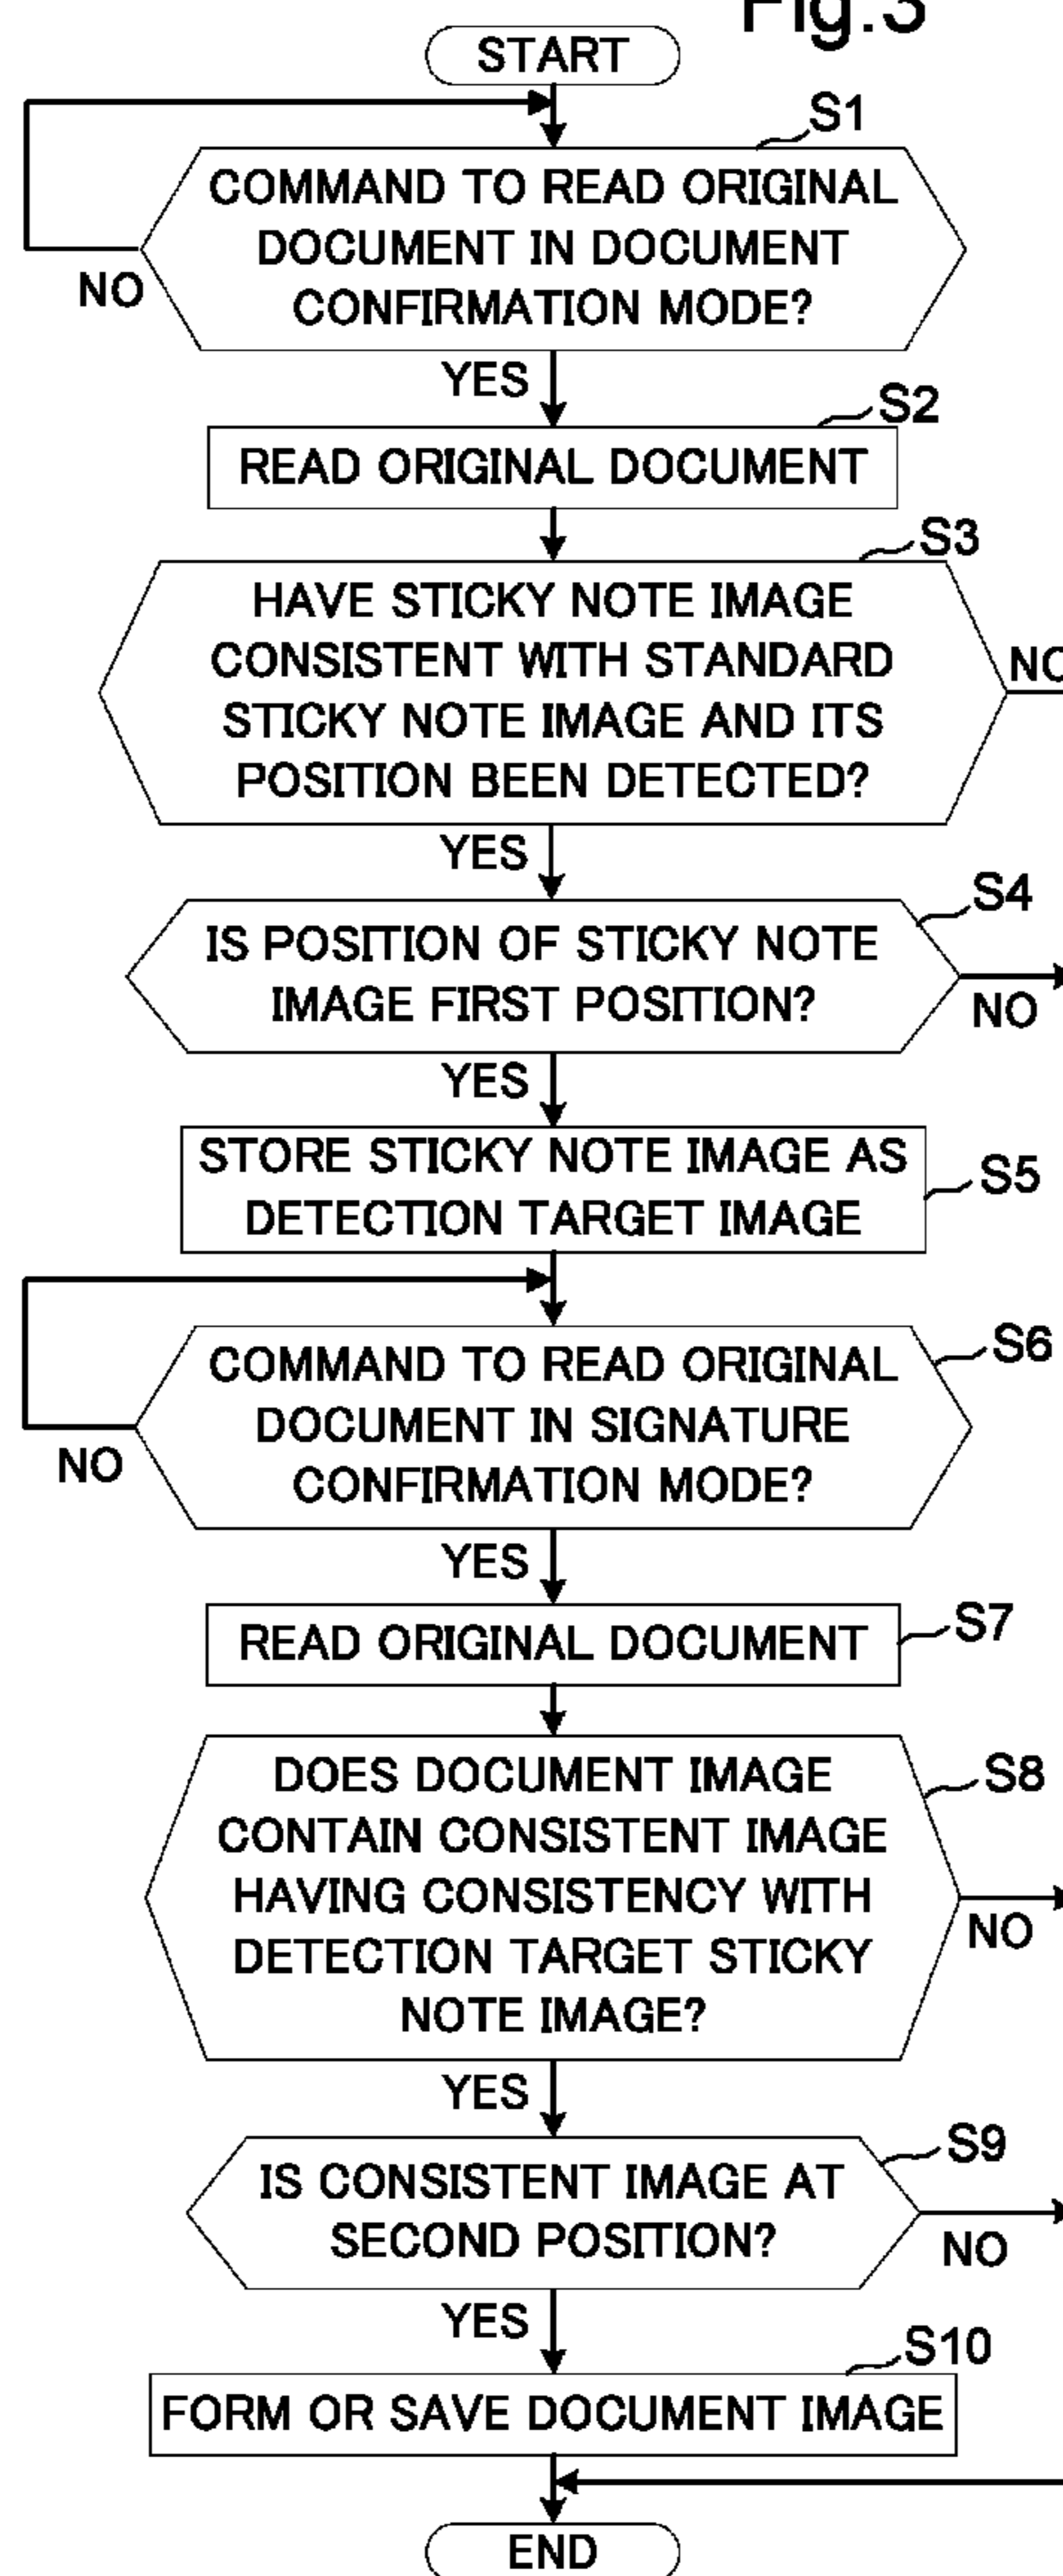 Fig.3
START
S1
COMMAND TO READ ORIGINAL
DOCUMENT IN DOCUMENT
CONFIRMATION MODE?
NO
YES
S2
READ ORIGINAL DOCUMENT
S3
HAVE STICKY NOTE IMAGE
CONSISTENT WITH STANDARD
STICKY NOTE IMAGE AND ITS
POSITION BEEN DETECTED?
NO
YES
S4
IS POSITION OF STICKY NOTE
IMAGE FIRST POSITION?
NO
YES
STORE STICKY NOTE IMAGE AS
DETECTION TARGET IMAGE
S5
S6
COMMAND TO READ ORIGINAL
DOCUMENT IN SIGNATURE
CONFIRMATION MODE?
NO
YES
S7
READ ORIGINAL DOCUMENT
S8
DOES DOCUMENT IMAGE
CONTAIN CONSISTENT IMAGE
HAVING CONSISTENCY WITH
DETECTION TARGET STICKY
NOTE IMAGE?
NO
YES
S9
IS CONSISTENT IMAGE AT
SECOND POSITION?
NO
YES
S10
FORM OR SAVE DOCUMENT IMAGE
END